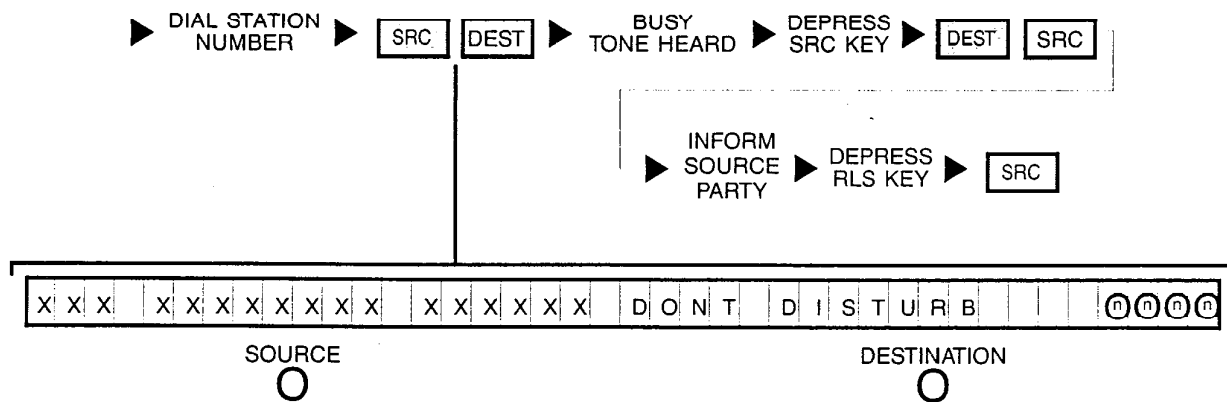 ▶ DIAL STATION NUMBER ▶ SRC DEST ▶ BUSY TONE HEARD ▶ DEPRESS SRC KEY ▶ DEST SRC
▶ INFORM SOURCE PARTY ▶ DEPRESS RLS KEY ▶ SRC
XXX XXXXXXXX XXXXXX DONT DISTURB nnnn
SOURCE DESTINATION